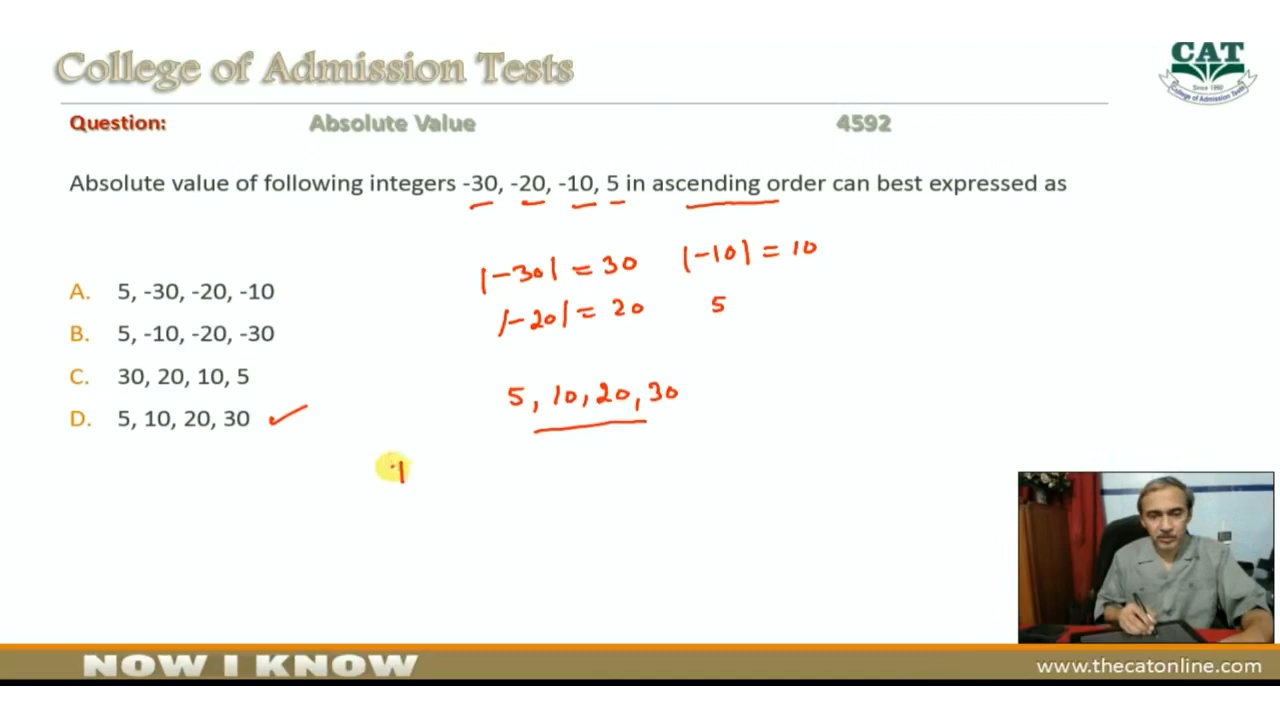 College of Admission Tests
CAT
Since 1990
College of Admission Tests
Question: Absolute Value 4592
Absolute value of following integers -30, -20, -10, 5 in ascending order can best expressed as
|-30| = 30 |-10| = 10
|-20| = 20 5
A. 5, -30, -20, -10
B. 5, -10, -20, -30
C. 30, 20, 10, 5
D. 5, 10, 20, 30
5, 10, 20, 30
NOW I KNOW
www.thecatonline.com